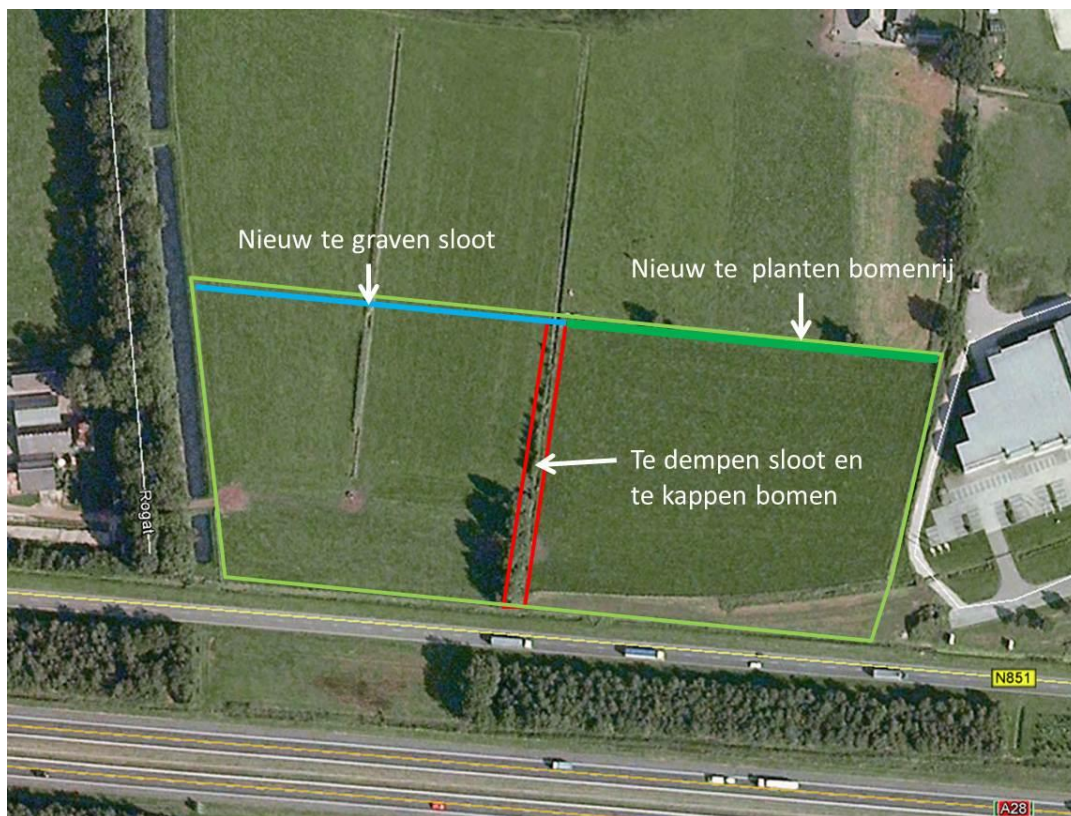 Nieuw te graven sloot
Nieuw te planten bomenrij
Te dempen sloot en
te kappen bomen
Rogat
N851
A28